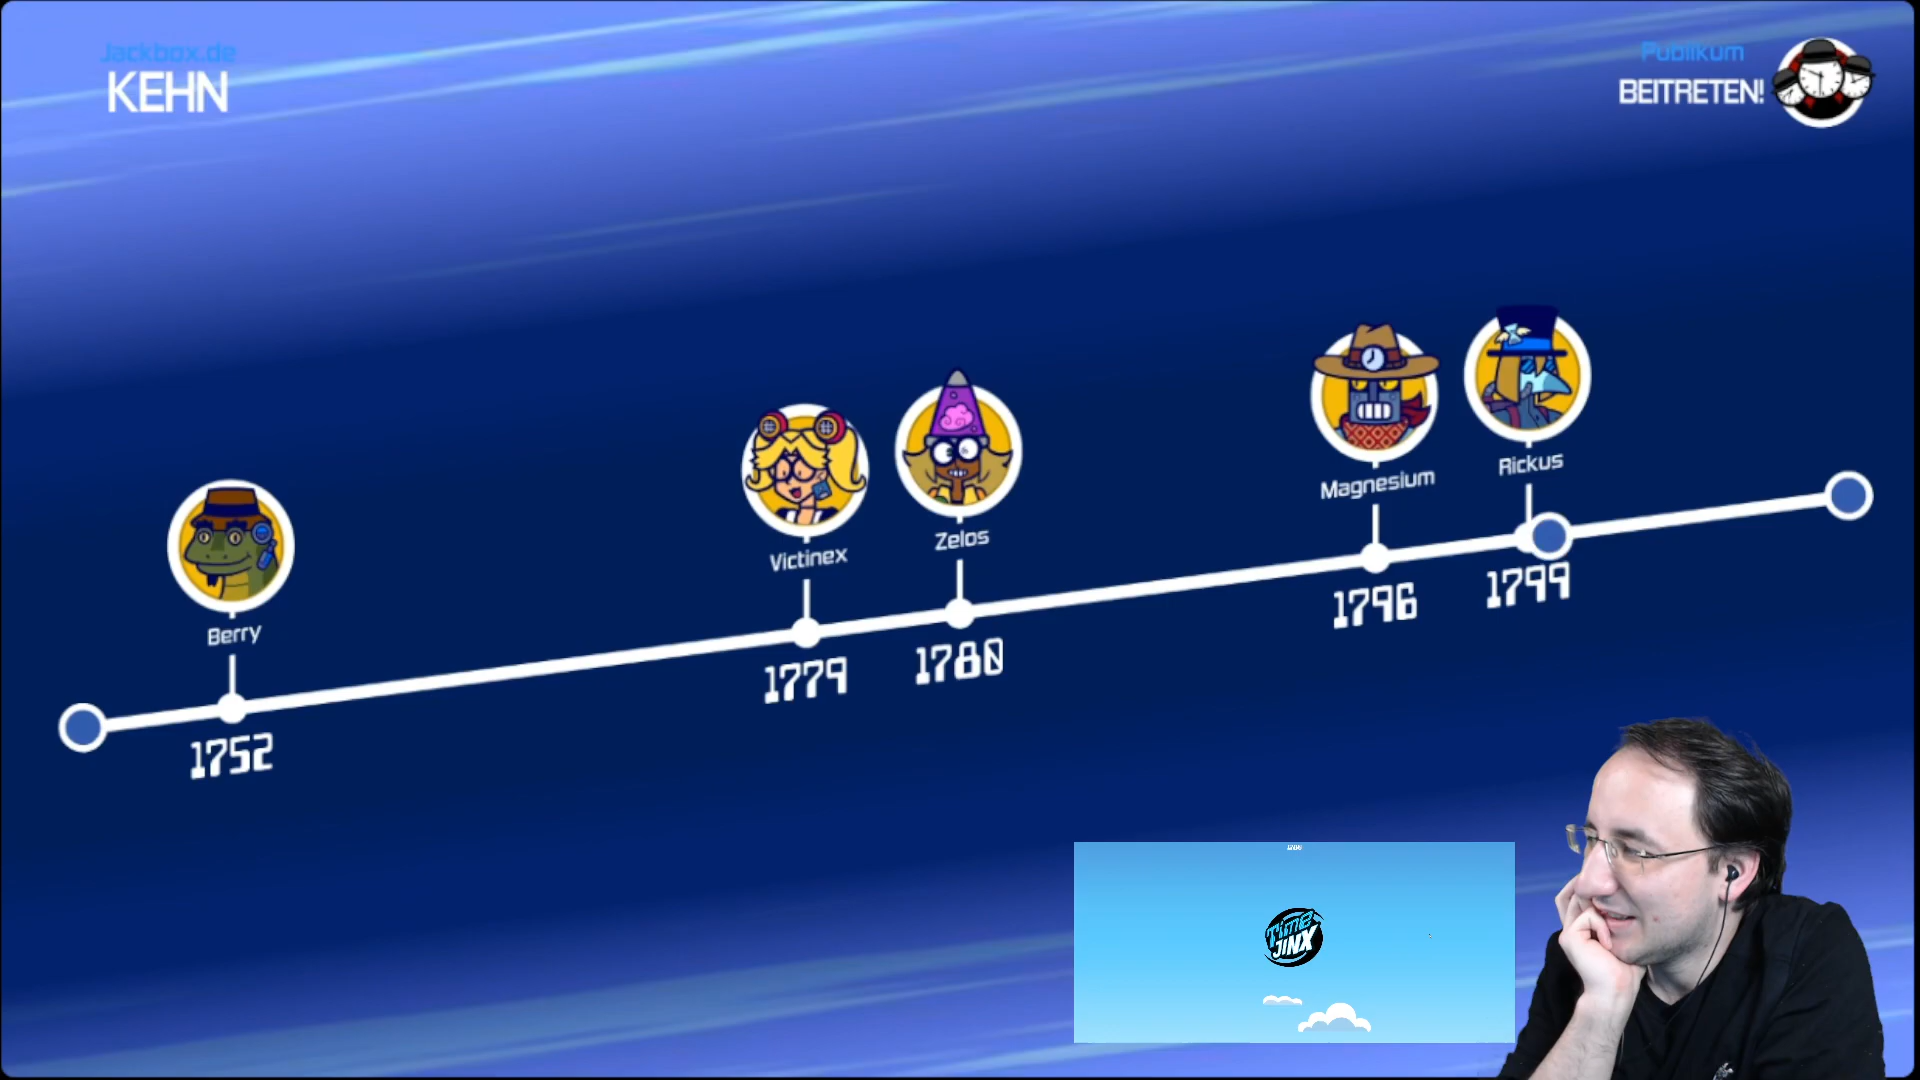 Jackbox.de
KEHN
Publikum
BEITRETEN!
Rickus
Magnesium
Zelos
Victinex
Berry
1799
1796
1780
1779
1752
Time
JINX